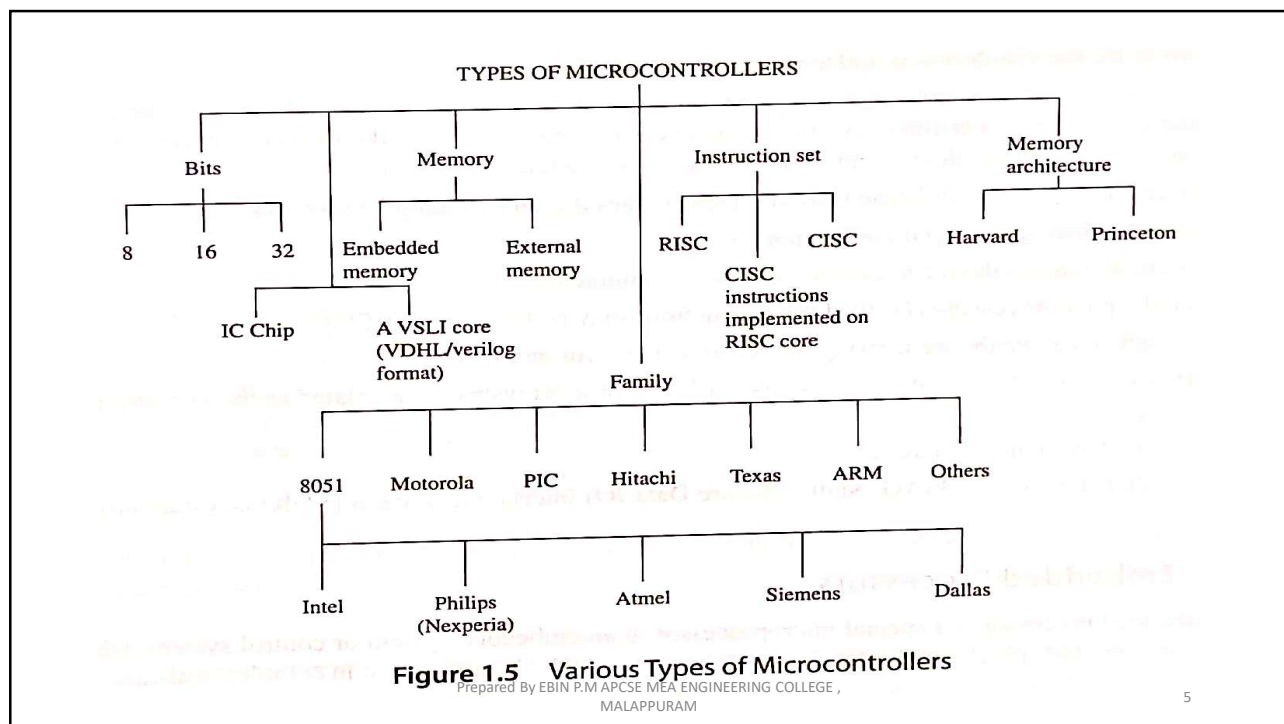 TYPES OF MICROCONTROLLERS
Bits
Memory
Instruction set
Memory
architecture
8
16
32
Embedded
memory
External
memory
RISC
CISC
CISC
instructions
implemented on
RISC core
Harvard
Princeton
IC Chip
A VSLI core
(VDHL/verilog
format)
Family
8051
Motorola
PIC
Hitachi
Texas
ARM
Others
Intel
Philips
(Nexperia)
Atmel
Siemens
Dallas
Figure 1.5 Various Types of Microcontrollers
Prepared By EBIN P.M APCSE MEA ENGINEERING COLLEGE ,
MALAPPURAM
5